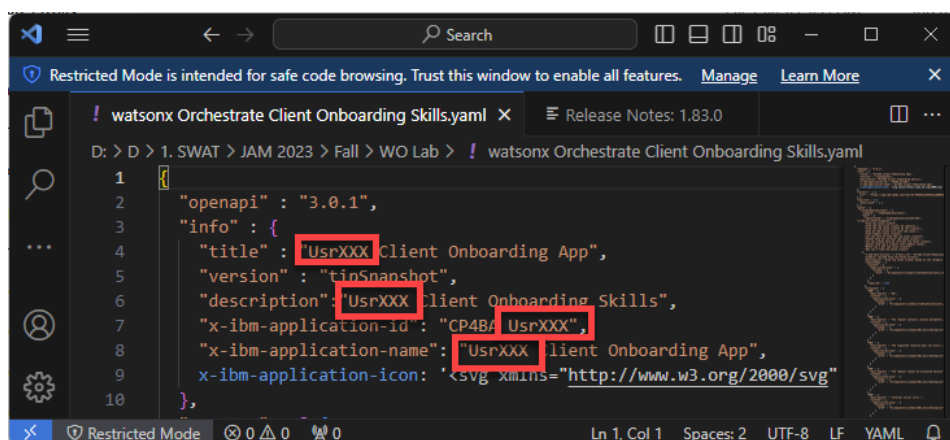 Search
Restricted Mode is intended for safe code browsing. Trust this window to enable all features. Manage Learn More
! watsonx Orchestrate Client Onboarding Skills.yaml Release Notes: 1.83.0
D: > D > 1. SWAT > JAM 2023 > Fall > WO Lab > ! watsonx Orchestrate Client Onboarding Skills.yaml
1 {
2 "openapi" : "3.0.1",
3 "info" : {
4 "title" : "UsrXXX Client Onboarding App",
5 "version" : "tipSnapshot",
6 "description":"UsrXXX Client Onboarding Skills",
7 "x-ibm-application-id": "CP4BA UsrXXX",
8 "x-ibm-application-name": "UsrXXX Client Onboarding App",
9 x-ibm-application-icon: '<svg xmlns="http://www.w3.org/2000/svg"
10 },
Restricted Mode 0 0 0 Ln 1, Col 1 Spaces: 2 UTF-8 LF YAML